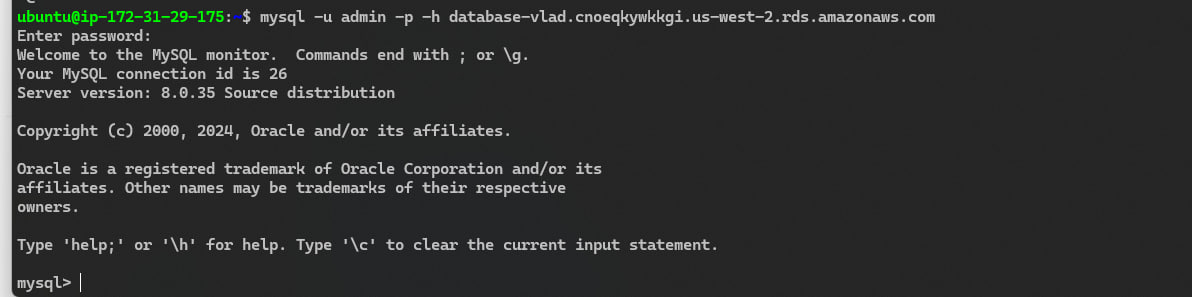 ubuntu@ip-172-31-29-175:~$ mysql -u admin -p -h database-vlad.cnoeqkywkkgi.us-west-2.rds.amazonaws.com
Enter password:
Welcome to the MySQL monitor.  Commands end with ; or \g.
Your MySQL connection id is 26
Server version: 8.0.35 Source distribution

Copyright (c) 2000, 2024, Oracle and/or its affiliates.

Oracle is a registered trademark of Oracle Corporation and/or its
affiliates. Other names may be trademarks of their respective
owners.

Type 'help;' or '\h' for help. Type '\c' to clear the current input statement.

mysql>